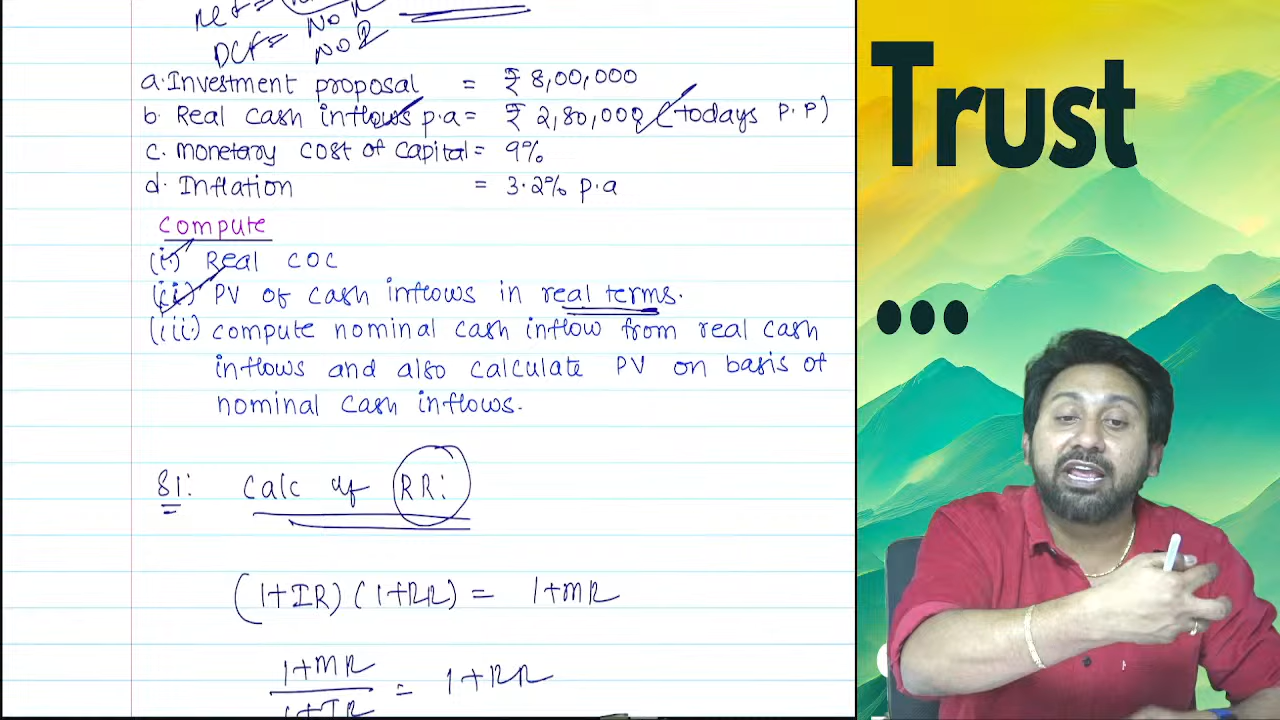 DCF = NO R
a. Investment proposal = ₹ 8,00,000
b. Real cash inflows p.a = ₹ 2,80,000 (todays p.p)
c. Monetary cost of capital = 9%
d. Inflation = 3.2% p.a
Compute
(i.) Real COC
(ii) PV of cash inflows in real terms.
(iii.) compute nominal cash inflow from real cash
inflows and also calculate PV on basis of
nominal cash inflows.
S1: Calc of RR:
(1+IR) (1+RR) = 1+MR
1+MR = 1+RR
1+IR
Trust
...